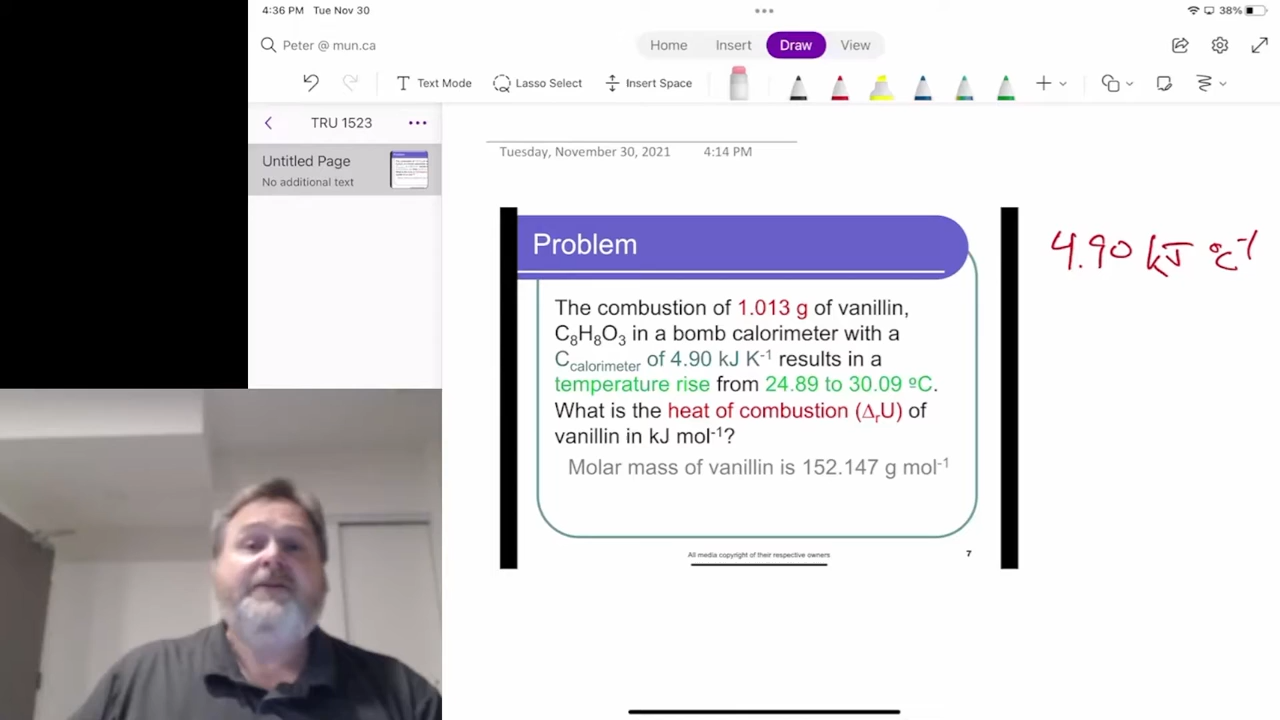 4:36 PM Tue Nov 30
38%
Peter @ mun.ca
Home Insert Draw View
Text Mode Lasso Select Insert Space
TRU 1523
Untitled Page
No additional text
Tuesday, November 30, 2021 4:14 PM
Problem
4.90 kJ °C⁻¹
The combustion of 1.013 g of vanillin,
C₈H₈O₃ in a bomb calorimeter with a
Ccalorimeter of 4.90 kJ K⁻¹ results in a
temperature rise from 24.89 to 30.09 ºC.
What is the heat of combustion (ΔᵣU) of
vanillin in kJ mol⁻¹?
Molar mass of vanillin is 152.147 g mol⁻¹
All media copyright of their respective owners
7